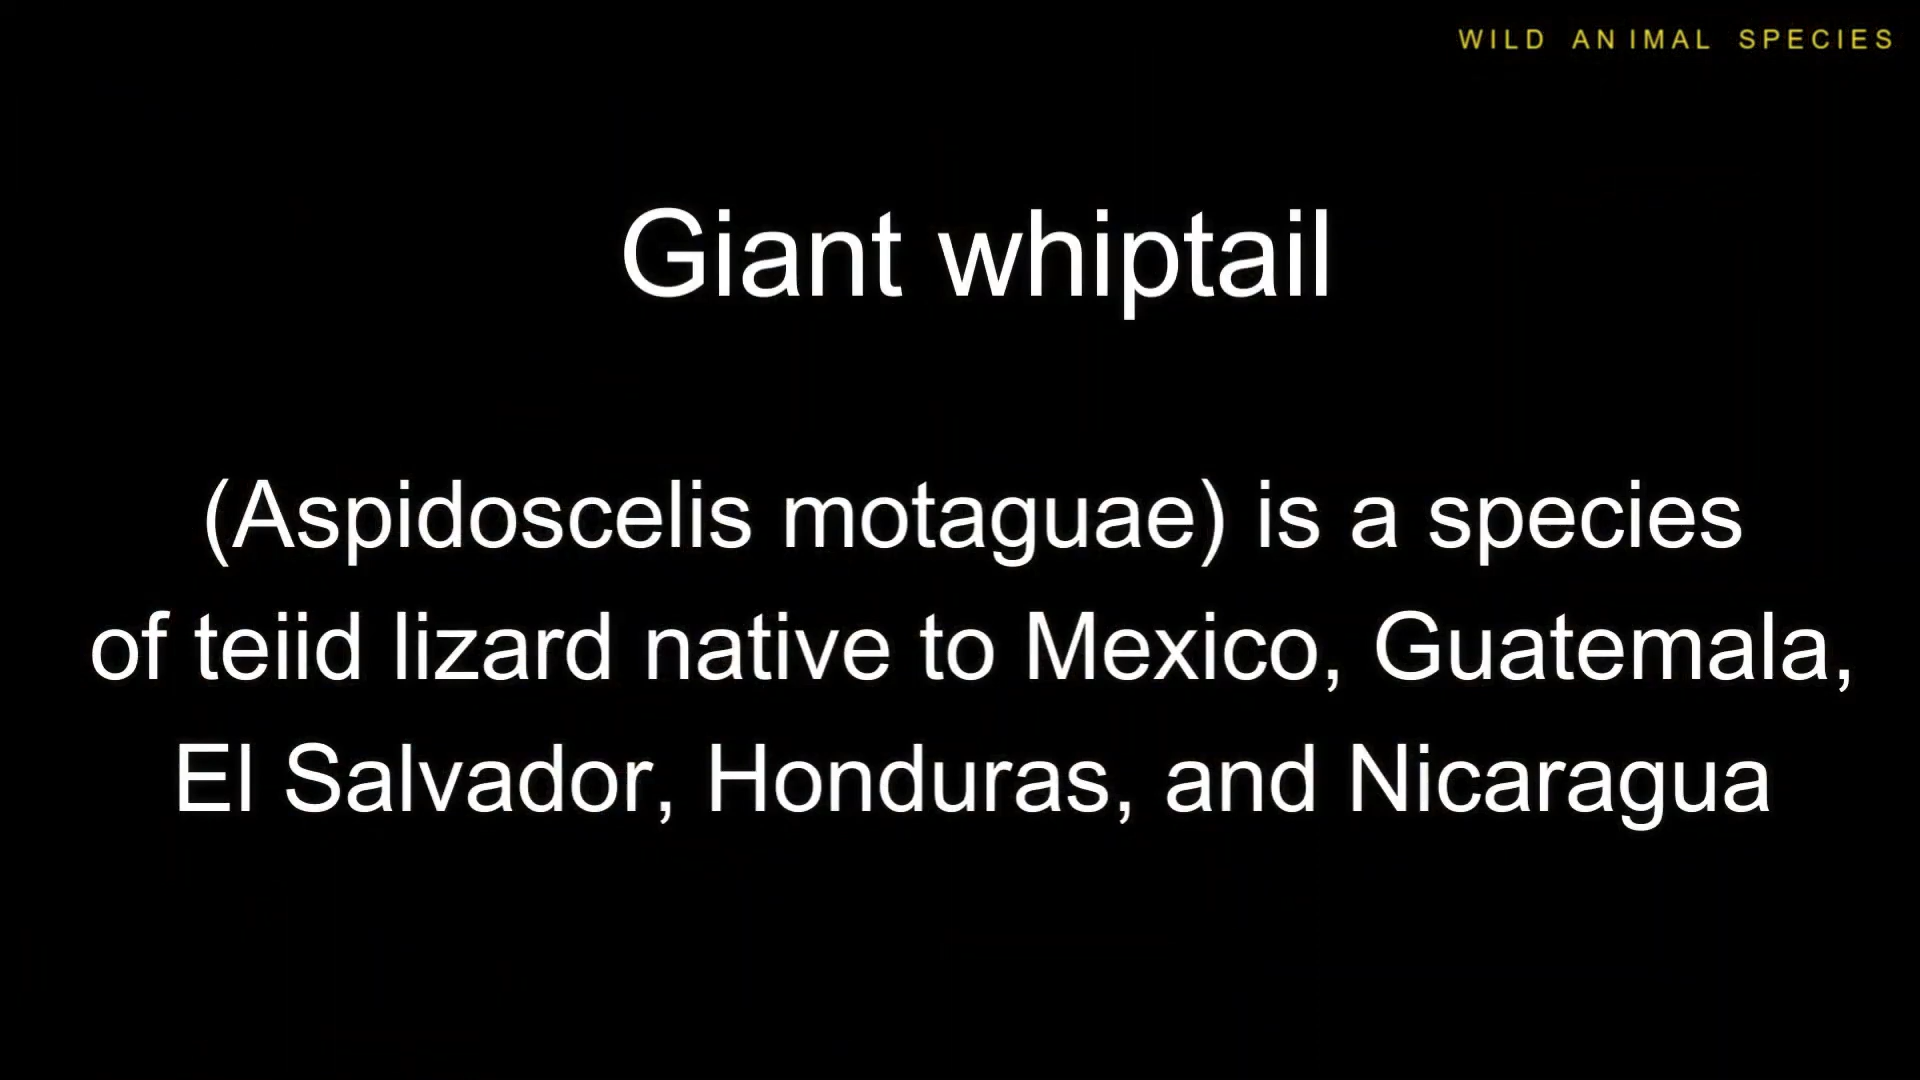 WILD ANIMAL SPECIES
Giant whiptail
(Aspidoscelis motaguae) is a species
of teiid lizard native to Mexico, Guatemala,
El Salvador, Honduras, and Nicaragua